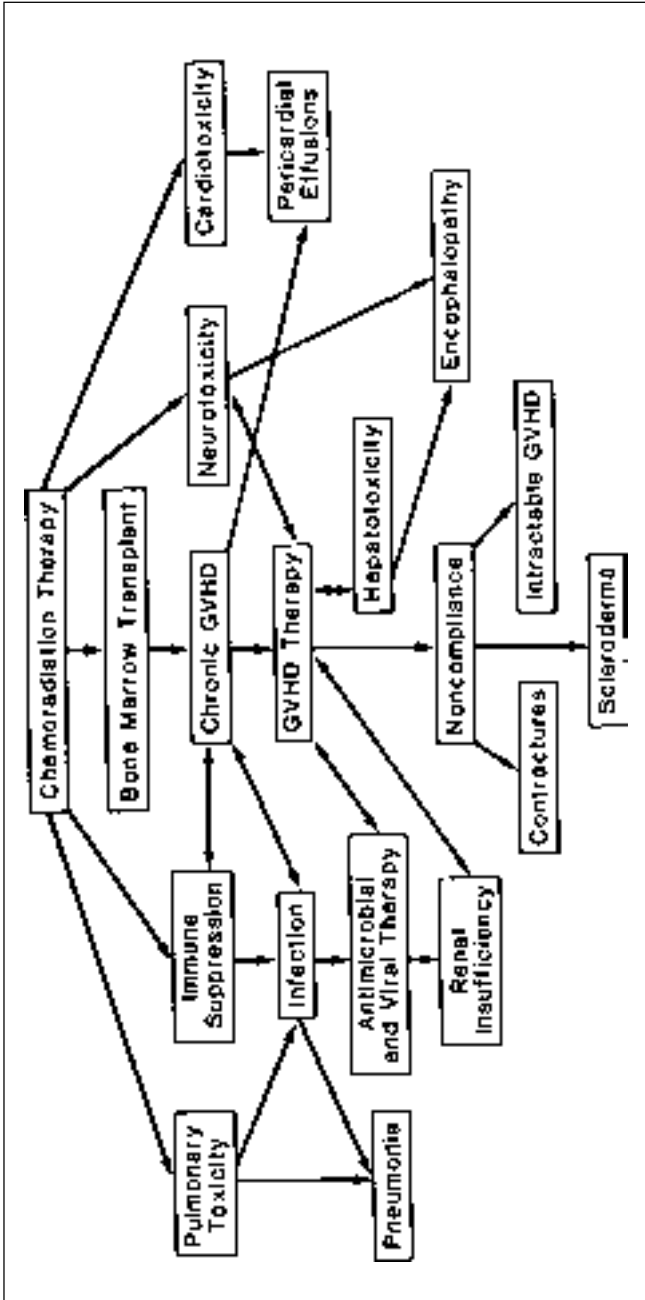 Chemoradiation Therapy
Bone Marrow Transplant
Pulmonary
Toxicity
Immune
Suppression
Chronic GVHD
Neurotoxicity
Cardiotoxicity
Infection
GVHD Therapy
Pericardial
Effusions
Pneumonia
Antimicrobial
and Viral Therapy
Hepatotoxicity
Renal
Insufficiency
Noncompliance
Encephalopathy
Contractures
Intractable GVHD
Scleroderma